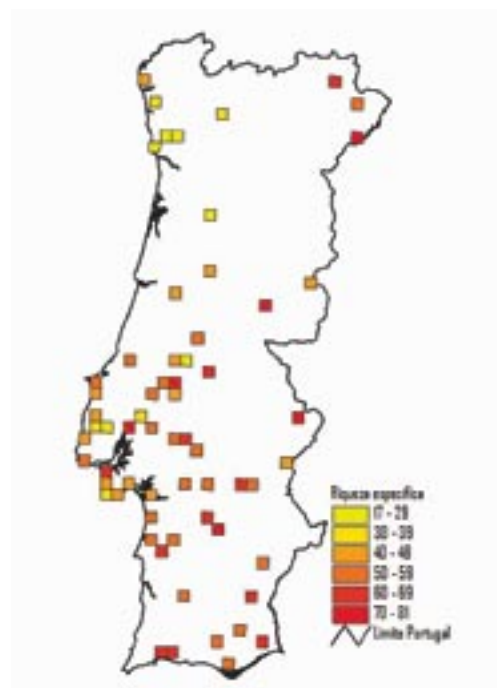 Riqueza específica
17 - 29
30 - 39
40 - 49
50 - 59
60 - 69
70 - 81
Limite Portugal